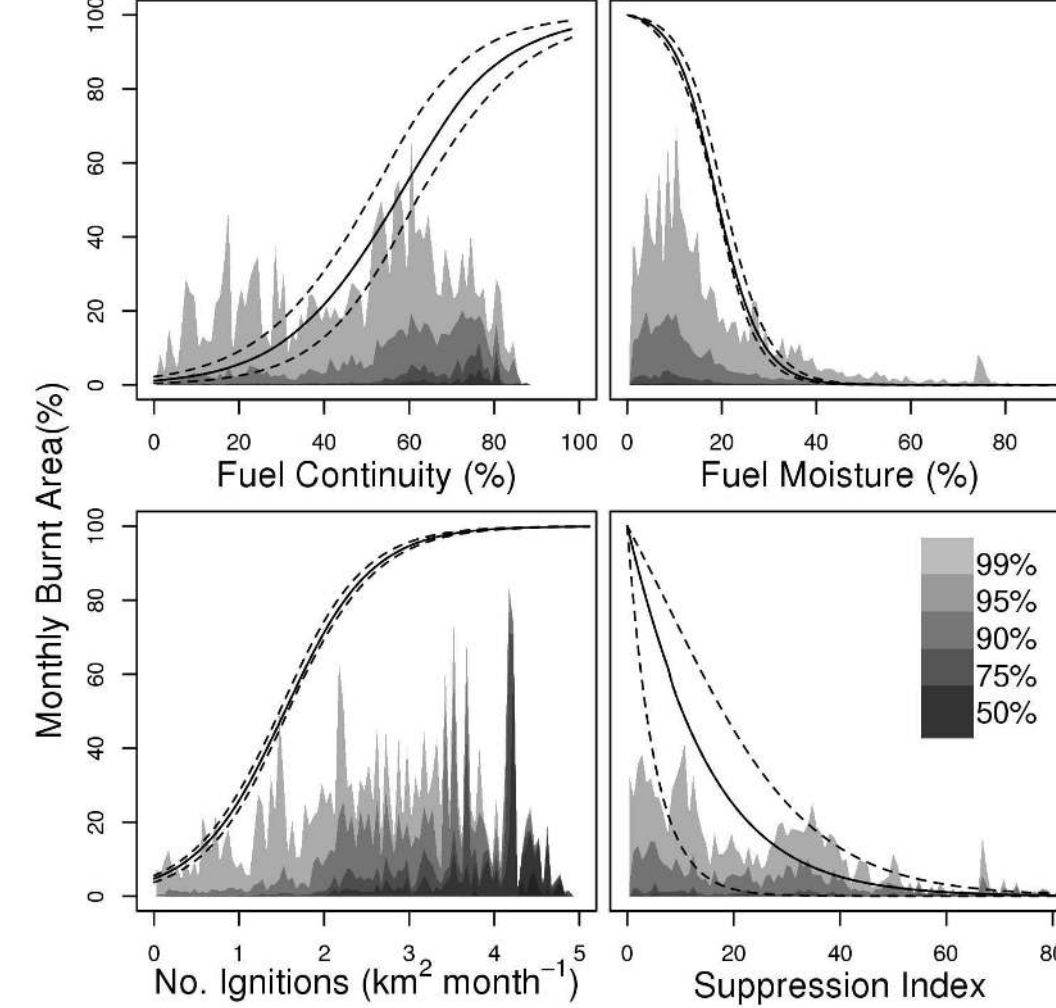 Monthly Burnt Area(%)
0 20 40 60 80 100
0 20 40 60 80 100
Fuel Continuity (%)
0 20 40 60 80
Fuel Moisture (%)
0 20 40 60 80 100
0 1 2 3 4 5
No. Ignitions (km² month⁻¹)
99%
95%
90%
75%
50%
0 20 40 60 80
Suppression Index